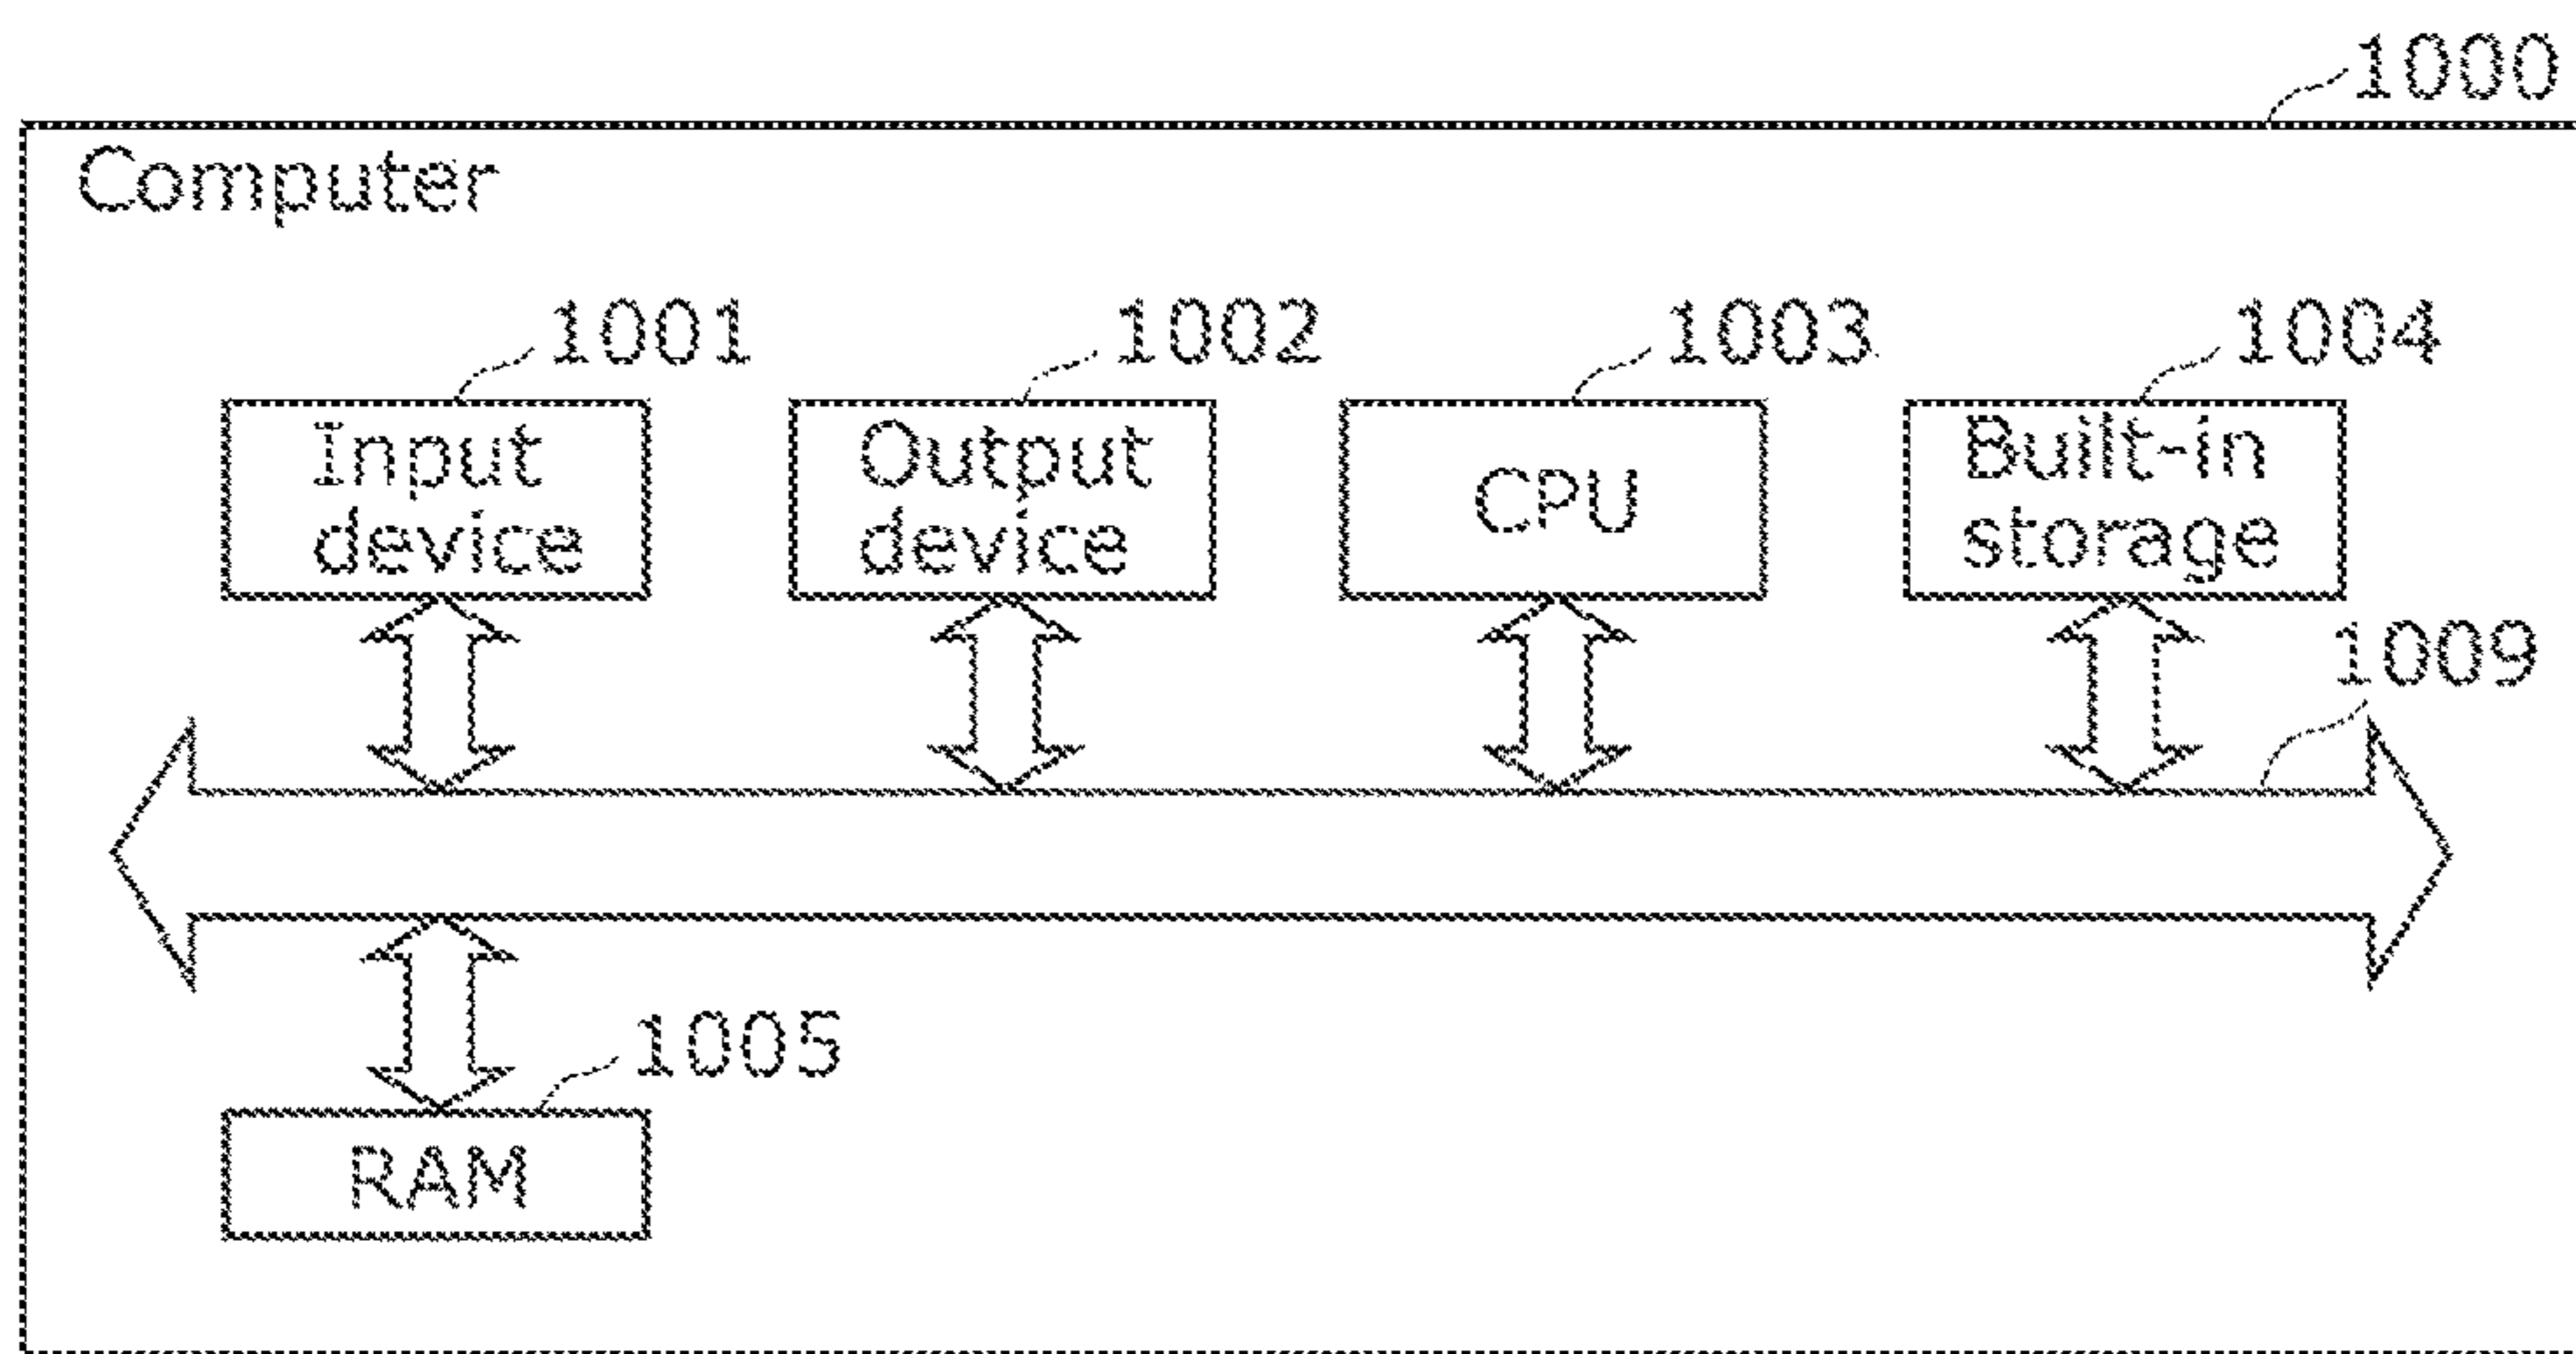 1000
Computer
1001
1002
1003
1004
Input
device
Output
device
CPU
Built-in
storage
1009
1005
RAM